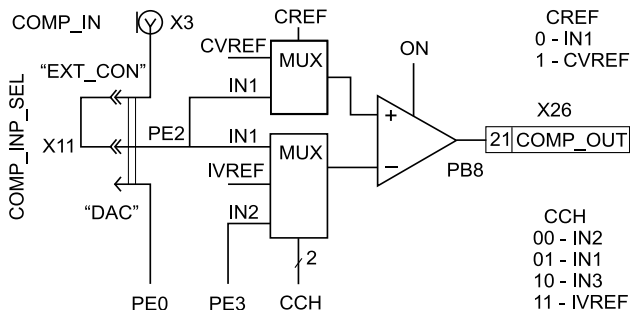 COMP_IN
X3
CREF
CREF
0 - IN1
1 - CVREF
CVREF
MUX
ON
"EXT_CON"
IN1
COMP_INP_SEL
X11
PE2
IN1
MUX
+
−
X26
21 COMP_OUT
PB8
IVREF
IN2
"DAC"
2
PE0
PE3
CCH
CCH
00 - IN2
01 - IN1
10 - IN3
11 - IVREF